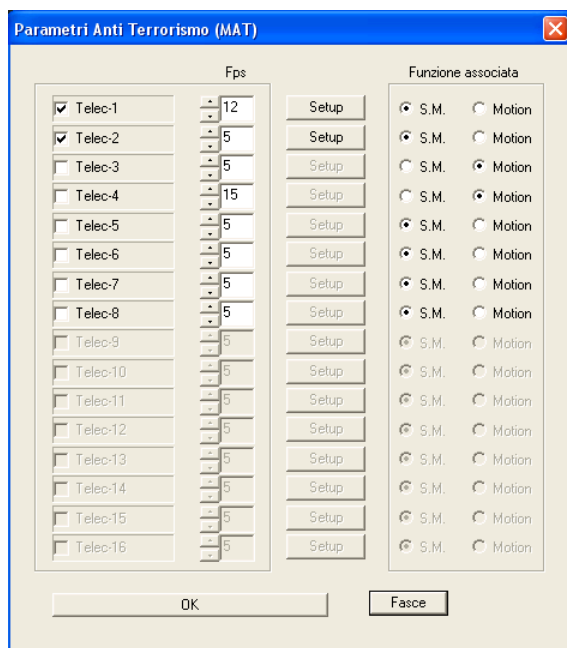 Parametri Anti Terrorismo (MAT)
Fps Funzione associata
Telec-1 12 Setup S.M. Motion
Telec-2 5 Setup S.M. Motion
Telec-3 5 Setup S.M. Motion
Telec-4 15 Setup S.M. Motion
Telec-5 5 Setup S.M. Motion
Telec-6 5 Setup S.M. Motion
Telec-7 5 Setup S.M. Motion
Telec-8 5 Setup S.M. Motion
Telec-9 5 Setup S.M. Motion
Telec-10 5 Setup S.M. Motion
Telec-11 5 Setup S.M. Motion
Telec-12 5 Setup S.M. Motion
Telec-13 5 Setup S.M. Motion
Telec-14 5 Setup S.M. Motion
Telec-15 5 Setup S.M. Motion
Telec-16 5 Setup S.M. Motion
OK Fasce